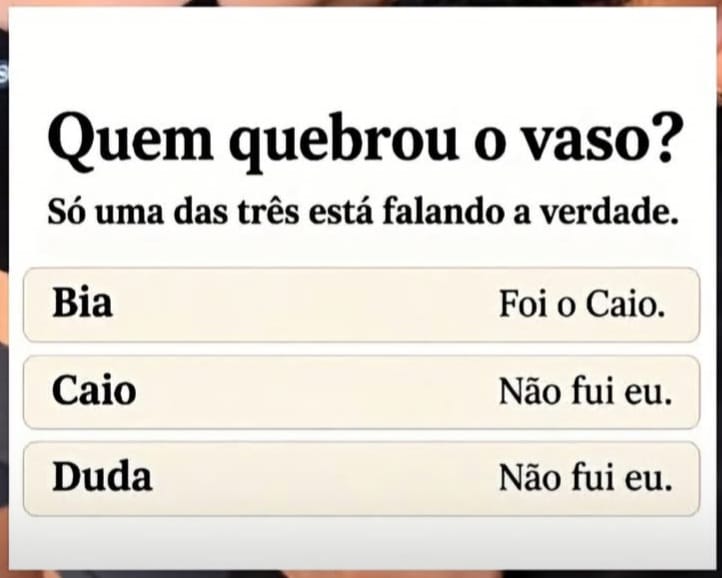 Quem quebrou o vaso?
Só uma das três está falando a verdade.
Bia Foi o Caio.
Caio Não fui eu.
Duda Não fui eu.